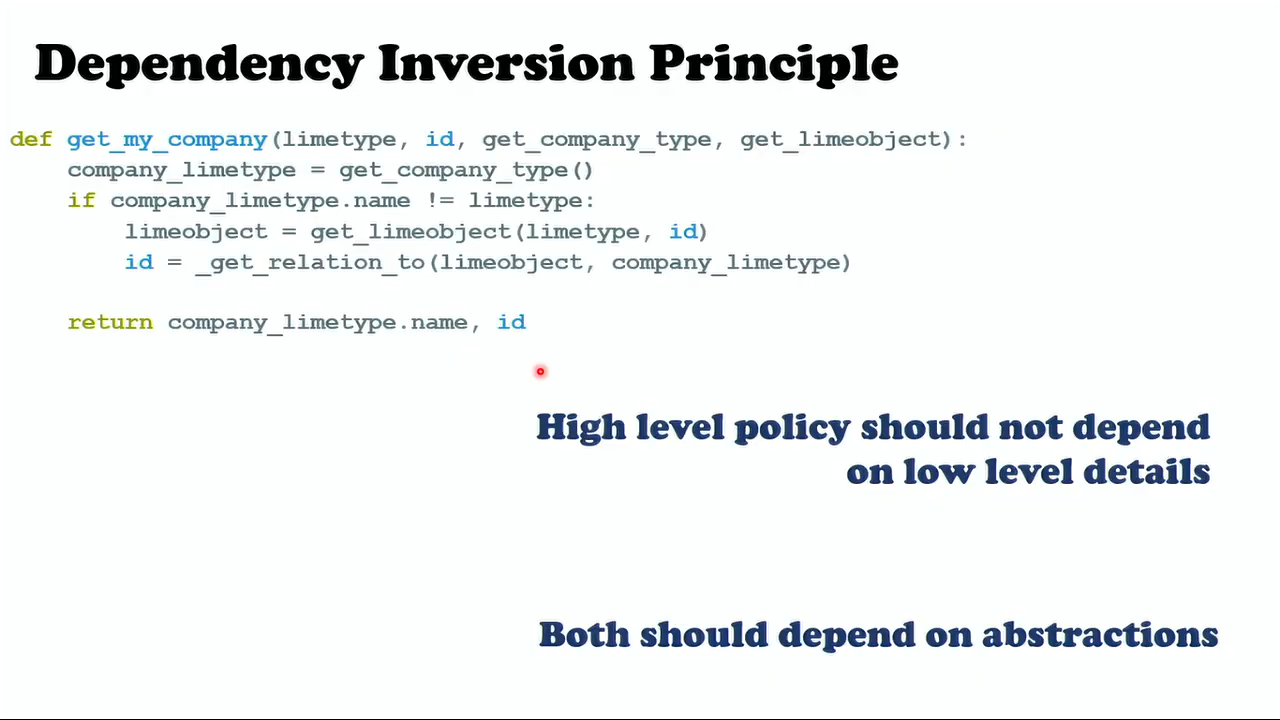 Dependency Inversion Principle
def get_my_company(limetype, id, get_company_type, get_limeobject):
    company_limetype = get_company_type()
    if company_limetype.name != limetype:
        limeobject = get_limeobject(limetype, id)
        id = _get_relation_to(limeobject, company_limetype)
    return company_limetype.name, id
High level policy should not depend
on low level details
Both should depend on abstractions